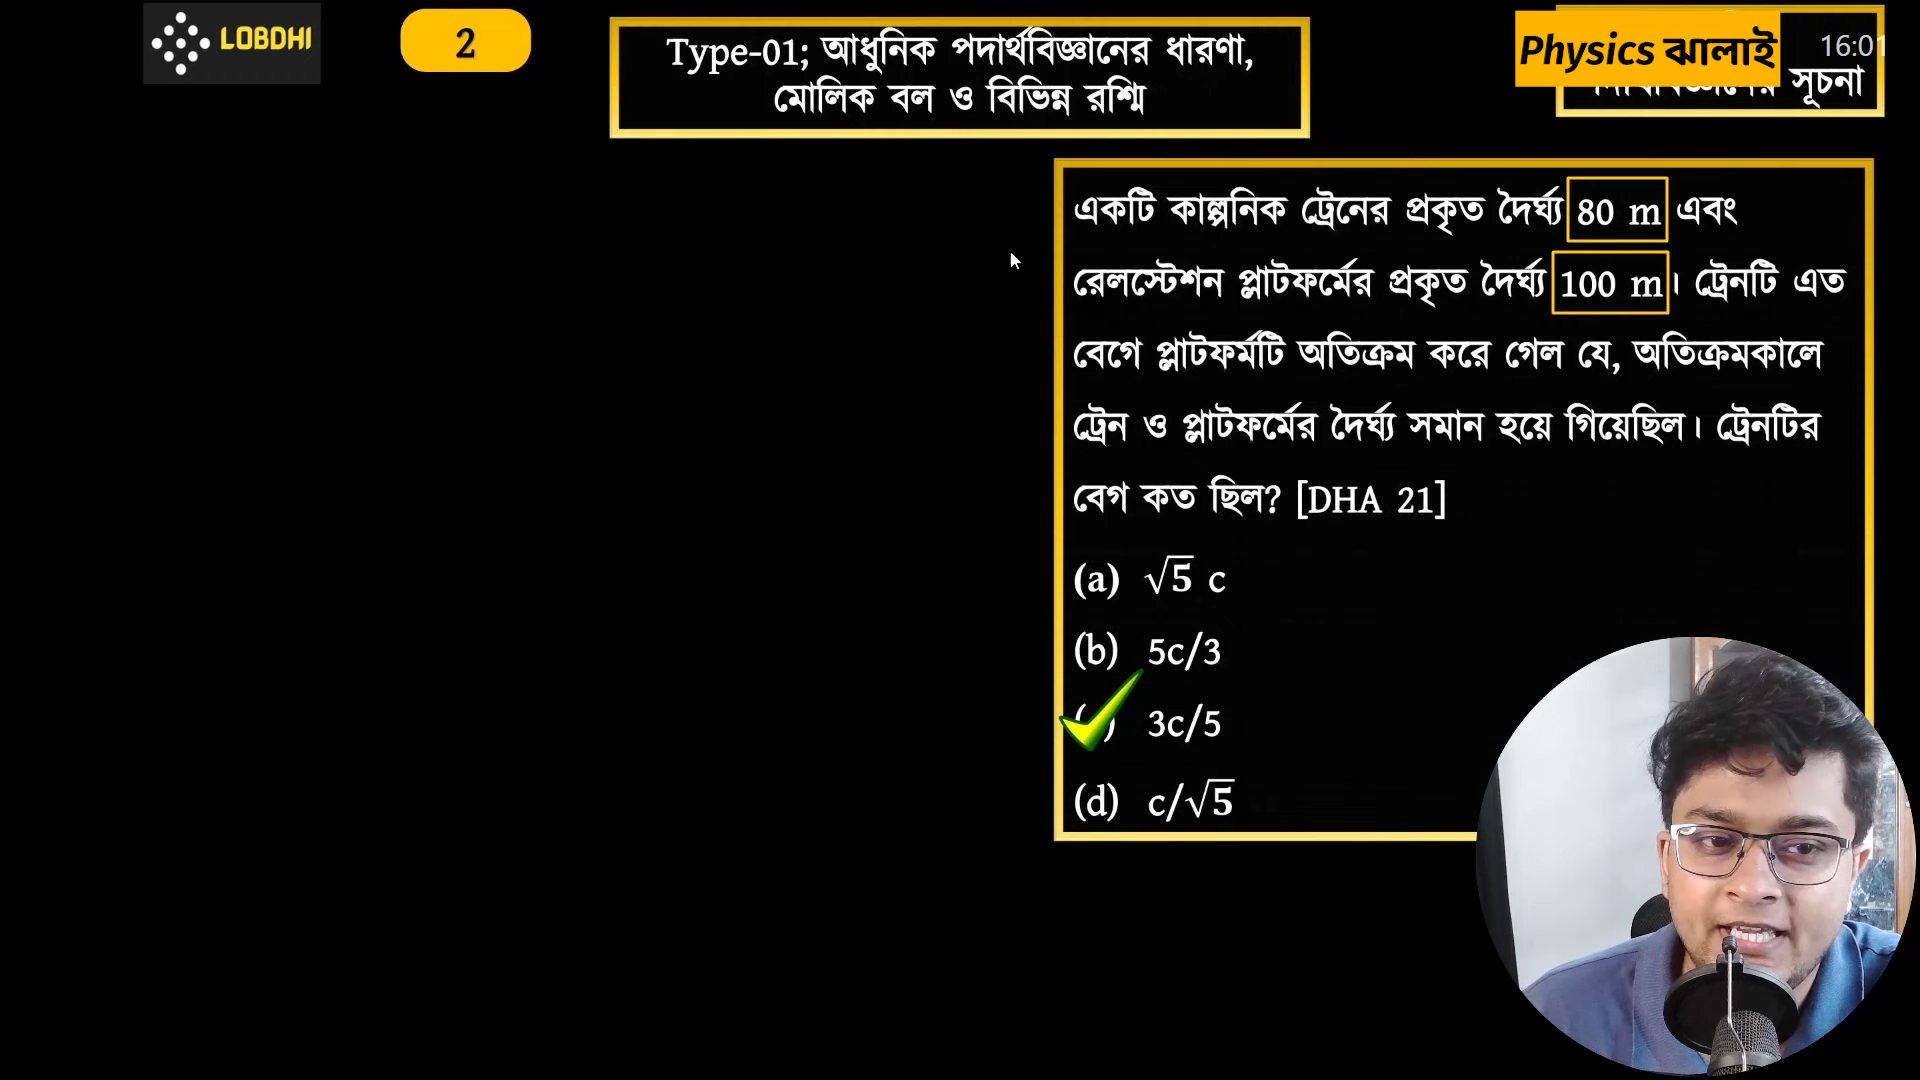 LOBDHI
2
Type-01; আধুনিক পদার্থবিজ্ঞানের ধারণা,
মোলিক বল ও বিভিন্ন রশ্মি
Physics ঝালাই
16:01
সূচনা
একটি কাল্পনিক ট্রেনের প্রকৃত দৈর্ঘ্য 80 m এবং
রেলস্টেশন প্লাটফর্মের প্রকৃত দৈর্ঘ্য 100 m। ট্রেনটি এত
বেগে প্লাটফর্মটি অতিক্রম করে গেল যে, অতিক্রমকালে
ট্রেন ও প্লাটফর্মের দৈর্ঘ্য সমান হয়ে গিয়েছিল। ট্রেনটির
বেগ কত ছিল? [DHA 21]
(a) √5 c
(b) 5c/3
3c/5
(d) c/√5